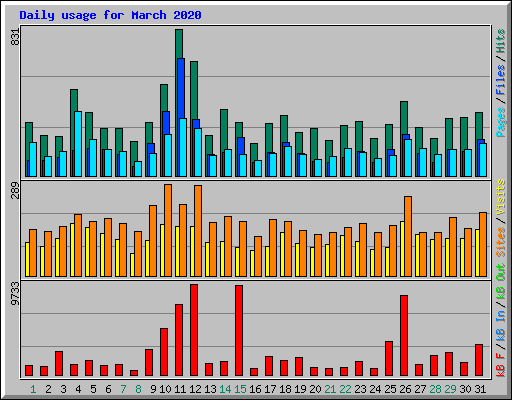 Daily usage for March 2020
831
Pages / Files / Hits
289
Sites / Visits
9733
kB F / kB In / kB Out
1 2 3 4 5 6 7 8 9 10 11 12 13 14 15 16 17 18 19 20 21 22 23 24 25 26 27 28 29 30 31